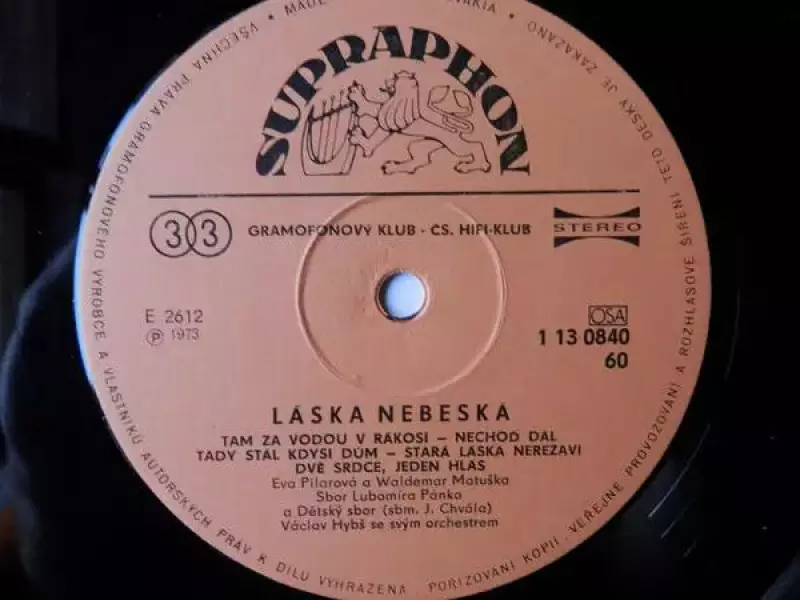 SUPRAPHON
33
GRAMOFONOVÝ KLUB - ČS. HIFI-KLUB
STEREO
E 2612
℗ 1973
OSA
1 13 0840
60
LÁSKA NEBESKÁ
TAM ZA VODOU V RÁKOSÍ – NECHOĎ DÁL
TADY STÁL KDYSI DŮM – STARÁ LÁSKA NEREZAVÍ
DVĚ SRDCE, JEDEN HLAS
Eva Pilarová a Waldemar Matuška
Sbor Lubomíra Pánka
a Dětský sbor (sbm. J. Chvála)
Václav Hybš se svým orchestrem
MADE
VŠECHNA PRÁVA GRAMOFONOVÉHO VÝROBCE A VLASTNÍKŮ AUTORSKÝCH PRÁV K DÍLU VYHRAZENA. POŘIZOVÁNÍ KOPIÍ, VEŘEJNÉ PROVOZOVÁNÍ A ROZHLASOVÉ ŠÍŘENÍ TÉTO DESKY JE ZAKÁZÁNO